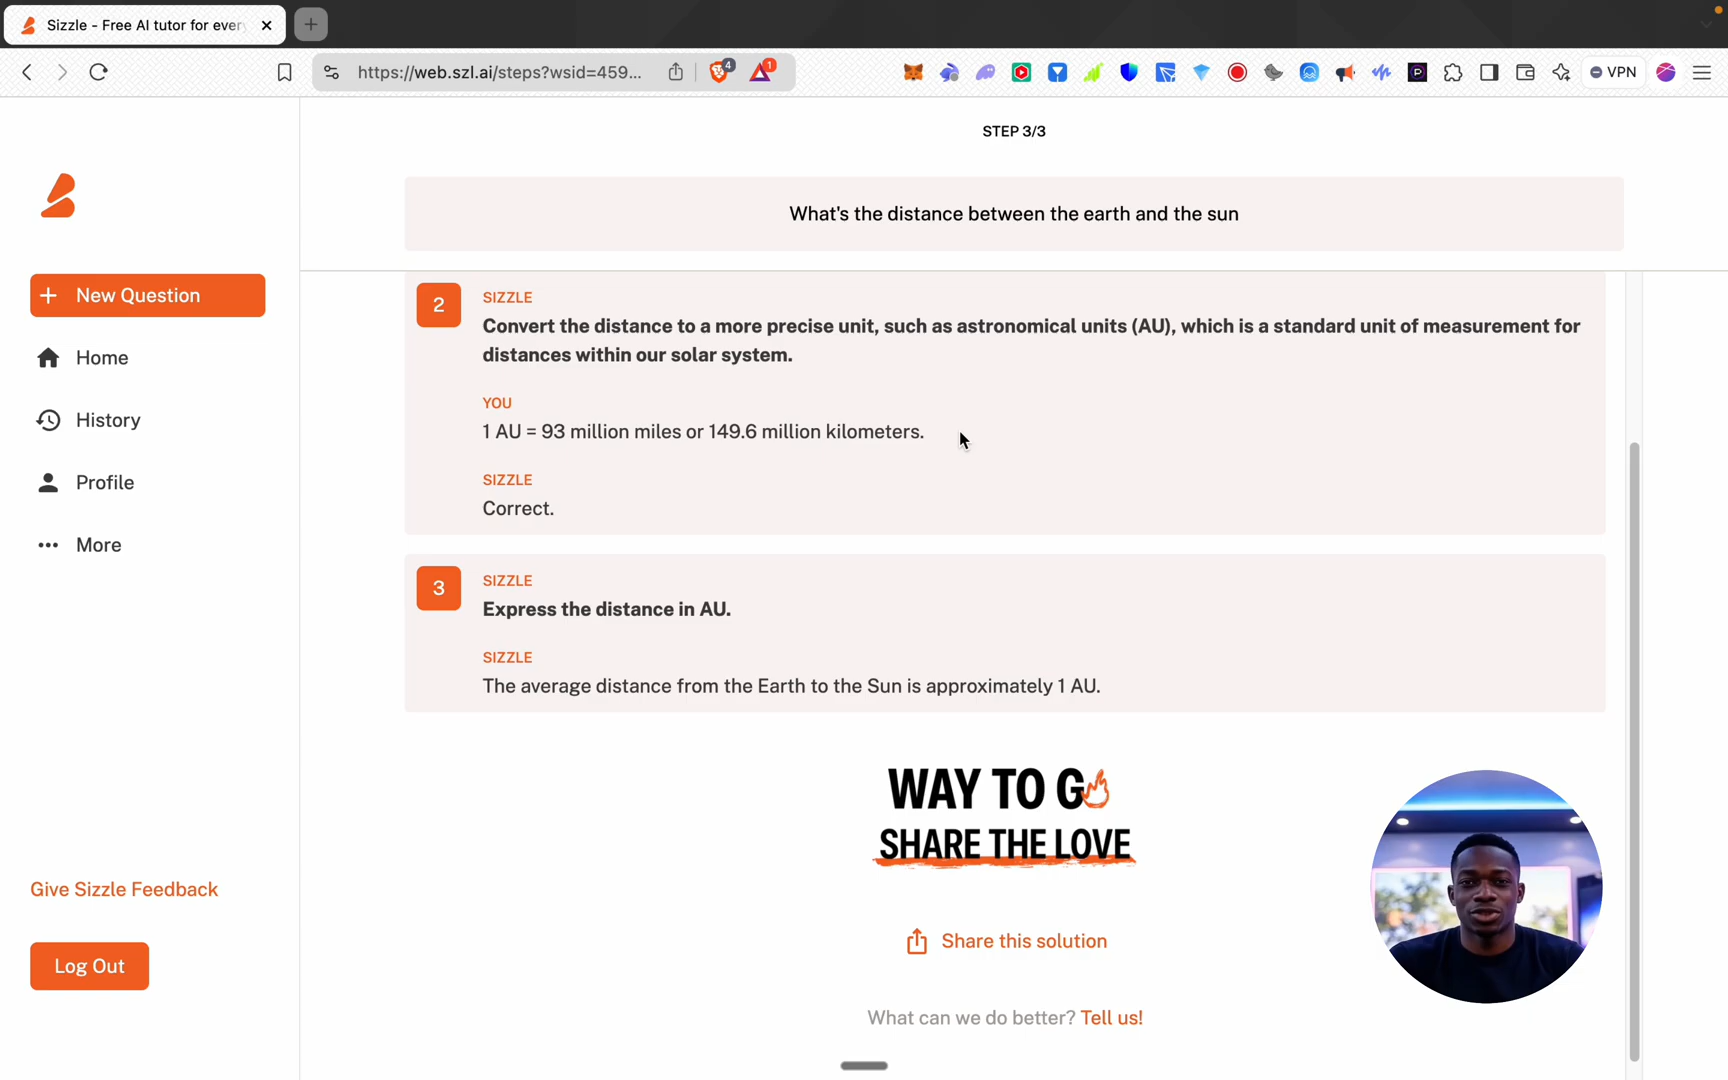 Sizzle - Free AI tutor for ever
https://web.szl.ai/steps?wsid=459...
4
1
VPN
STEP 3/3
What's the distance between the earth and the sun
New Question
Home
History
Profile
More
Give Sizzle Feedback
Log Out
2
SIZZLE
Convert the distance to a more precise unit, such as astronomical units (AU), which is a standard unit of measurement for
distances within our solar system.
YOU
1 AU = 93 million miles or 149.6 million kilometers.
SIZZLE
Correct.
3
SIZZLE
Express the distance in AU.
SIZZLE
The average distance from the Earth to the Sun is approximately 1 AU.
WAY TO GO
SHARE THE LOVE
Share this solution
What can we do better? Tell us!